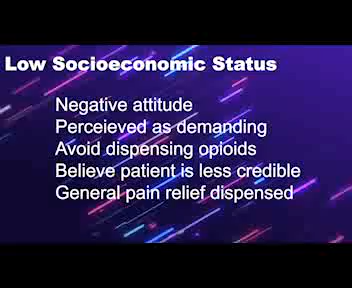 Low Socioeconomic Status
Negative attitude
Perceieved as demanding
Avoid dispensing opioids
Believe patient is less credible
General pain relief dispensed